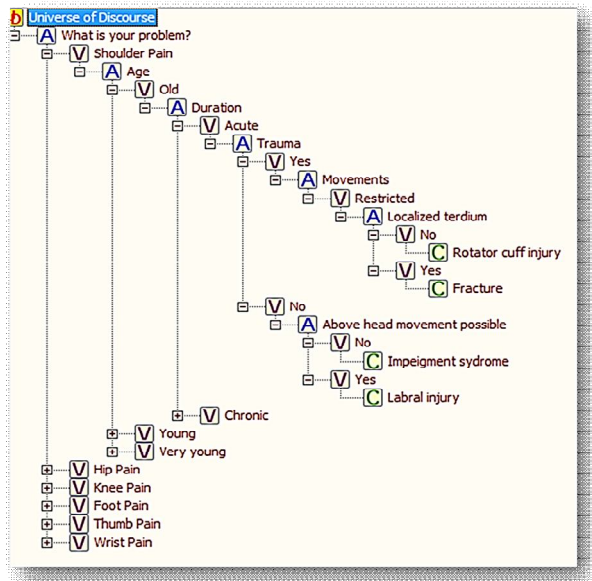 b Universe of Discourse
A What is your problem?
V Shoulder Pain
A Age
V Old
A Duration
V Acute
A Trauma
V Yes
A Movements
V Restricted
A Localized terdium
V No
C Rotator cuff injury
V Yes
C Fracture
V No
A Above head movement possible
V No
C Impeigment sydrome
V Yes
C Labral injury
V Chronic
V Young
V Very young
V Hip Pain
V Knee Pain
V Foot Pain
V Thumb Pain
V Wrist Pain